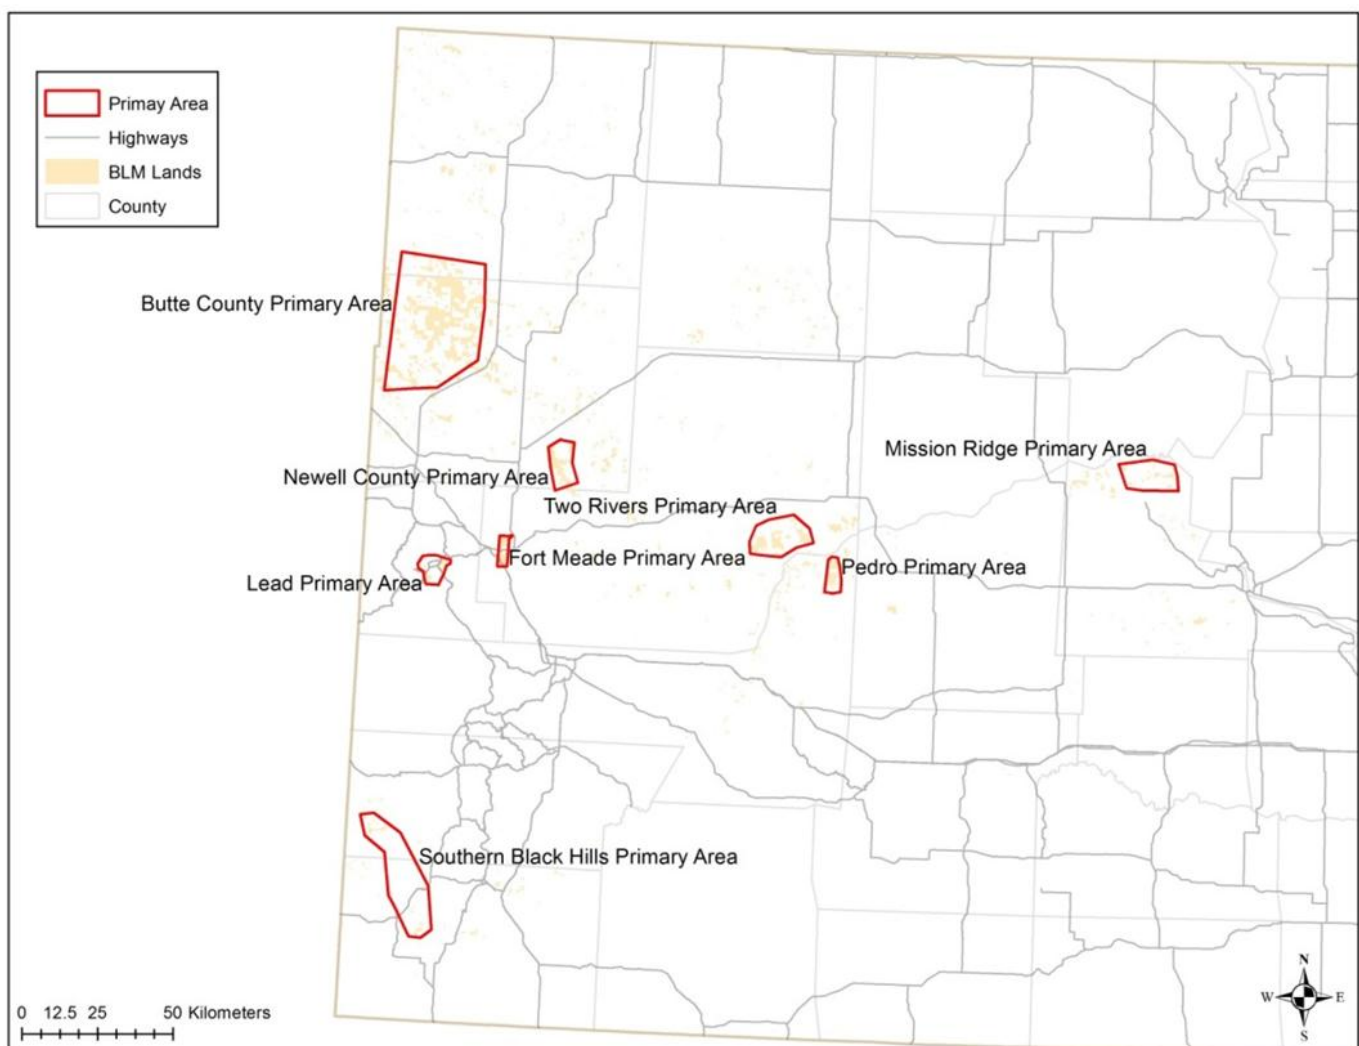 Primay Area
Highways
BLM Lands
County
Butte County Primary Area
Mission Ridge Primary Area
Newell County Primary Area
Two Rivers Primary Area
Fort Meade Primary Area
Pedro Primary Area
Lead Primary Area
Southern Black Hills Primary Area
N
W E
S
0 12.5 25 50 Kilometers